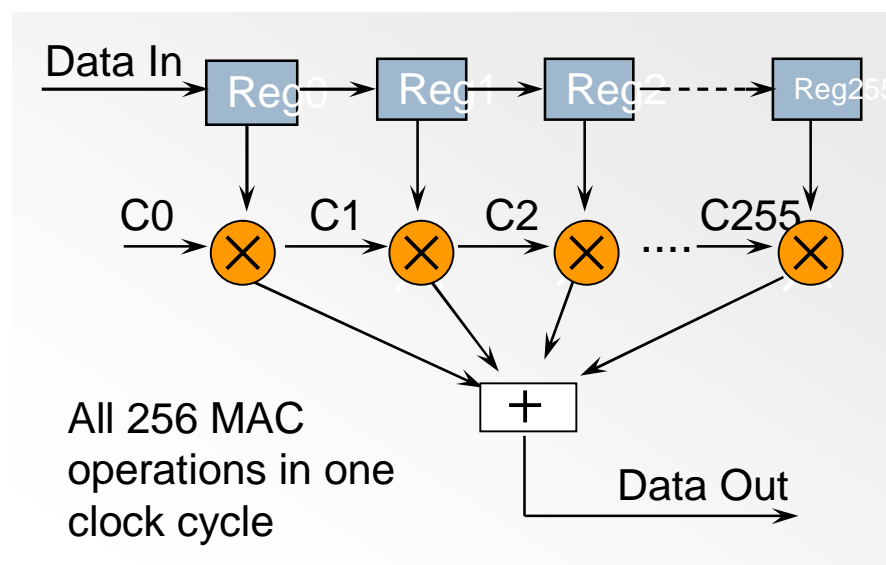 Data In
Reg0 Reg1 Reg2 Reg255
C0 C1 C2 .... C255
× × × ×
+
All 256 MAC
operations in one
clock cycle
Data Out